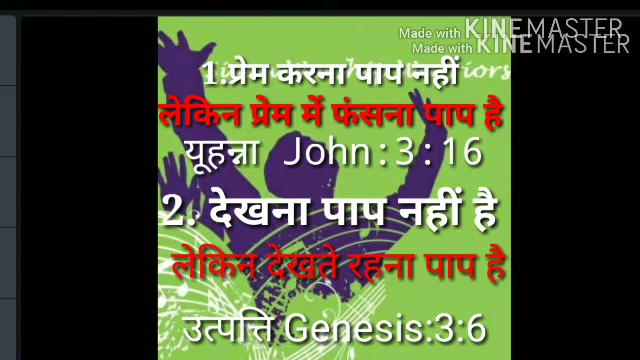 Made with KINEMASTER
Made with KINEMASTER
1.प्रेम करना पाप नहीं
लेकिन प्रेम में फंसना पाप है
यूहन्ना John:3:16
2. देखना पाप नहीं है
लेकिन देखते रहना पाप है
उत्पत्ति Genesis:3:6